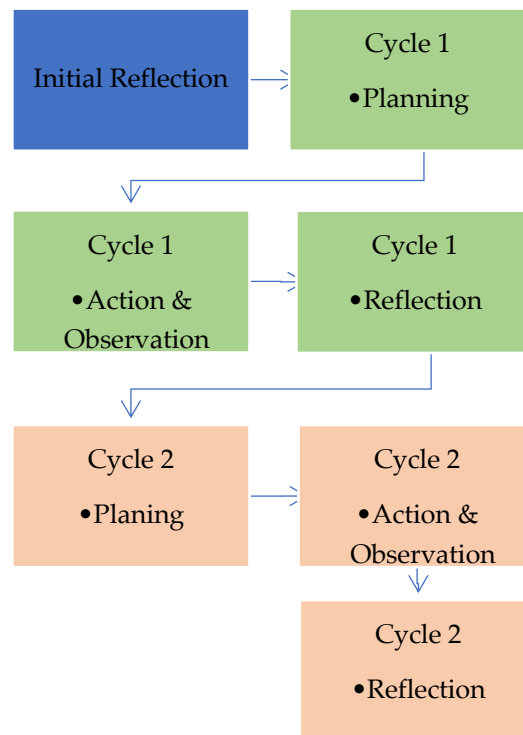 Initial Reflection
Cycle 1
•Planning
Cycle 1
•Action &
Observation
Cycle 1
•Reflection
Cycle 2
•Planing
Cycle 2
•Action &
Observation
Cycle 2
•Reflection